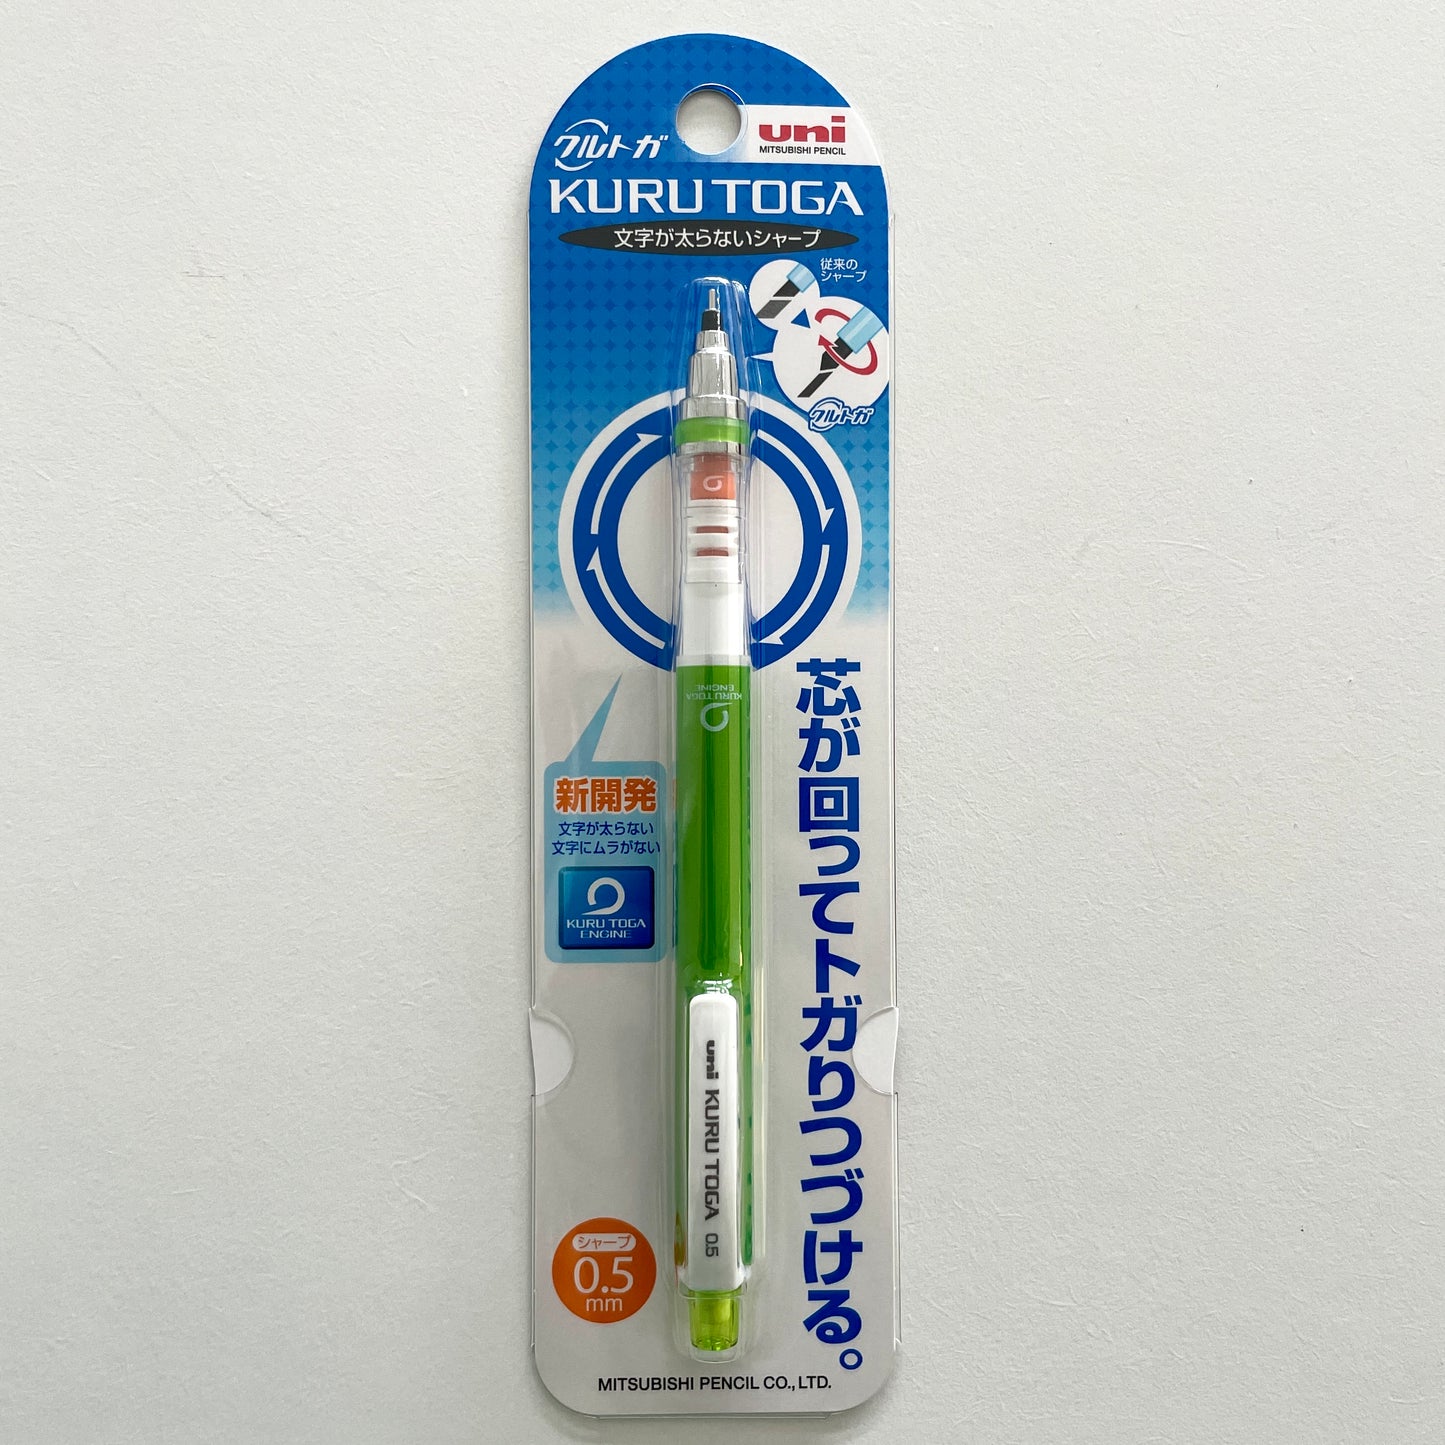 クルトガ
uni
MITSUBISHI PENCIL
KURU TOGA
文字が太らないシャープ
従来の
シャープ
クルトガ
KURU TOGA
ENGINE
芯が回ってトガりつづける。
新開発
文字が太らない
文字にムラがない
KURU TOGA
ENGINE
uni KURU TOGA 0.5
シャープ
0.5
mm
MITSUBISHI PENCIL CO., LTD.